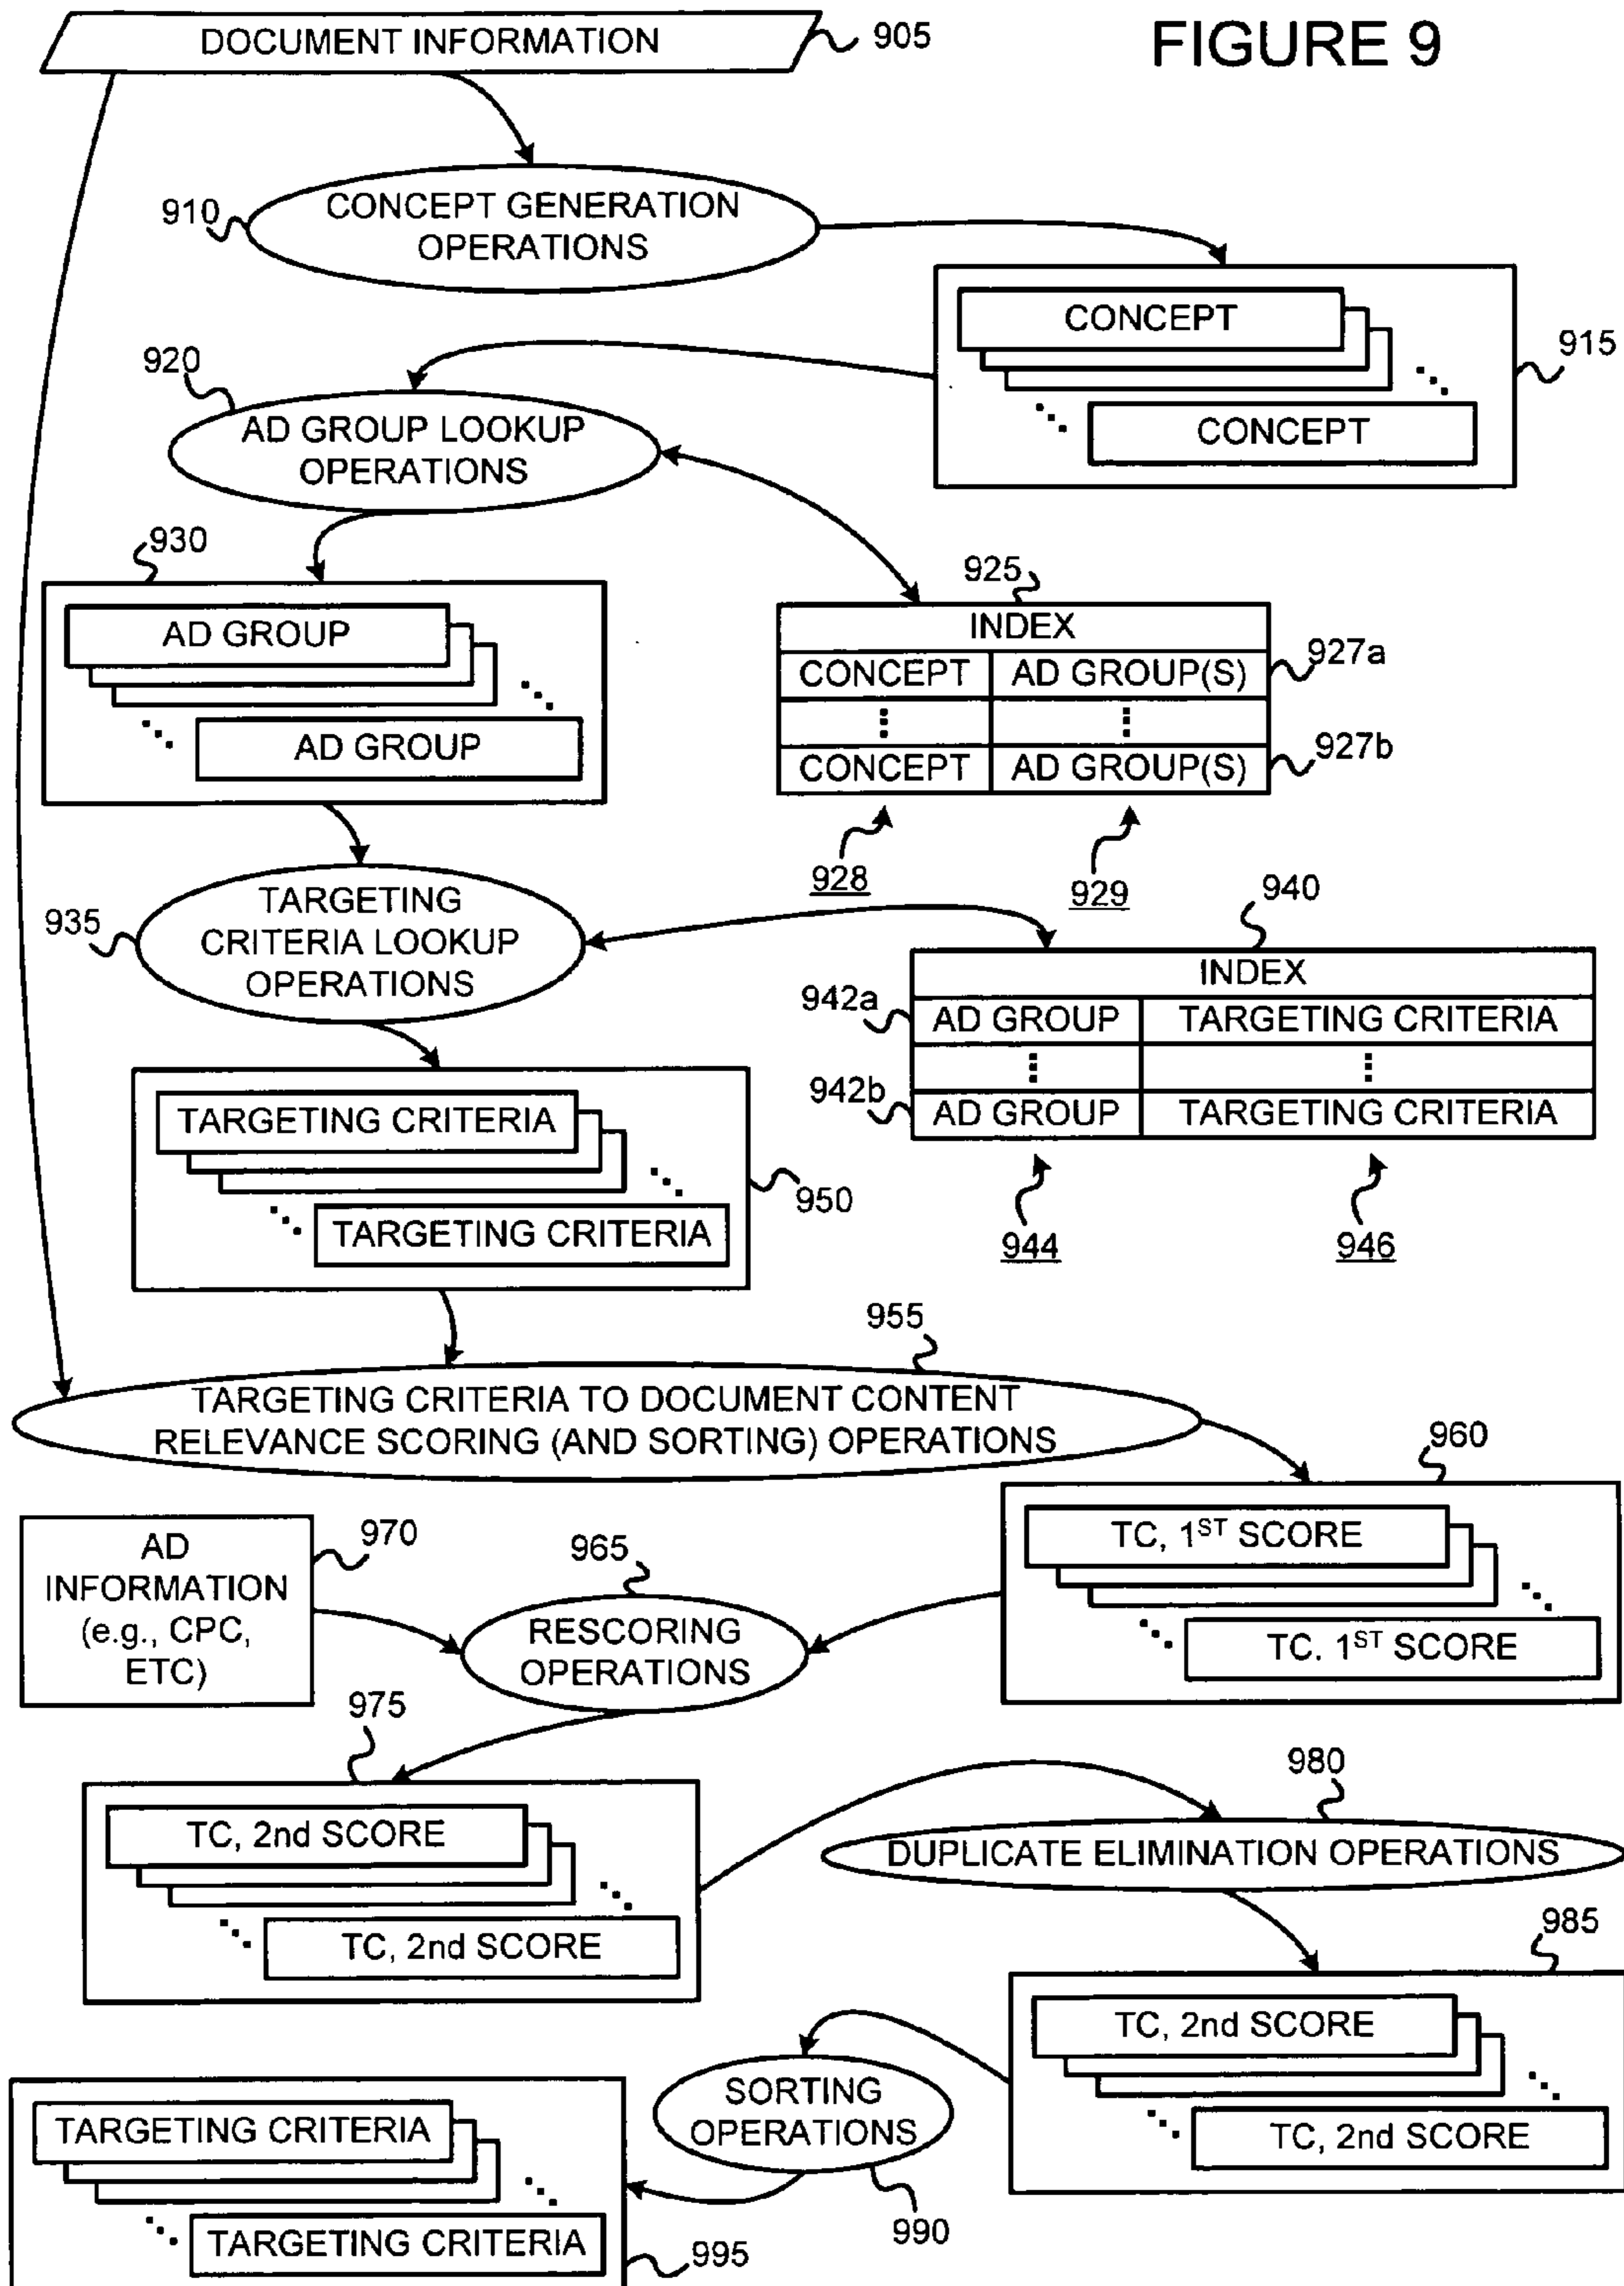 FIGURE 9
DOCUMENT INFORMATION
905
910
CONCEPT GENERATION
OPERATIONS
CONCEPT
CONCEPT
915
920
AD GROUP LOOKUP
OPERATIONS
930
AD GROUP
AD GROUP
925
INDEX
CONCEPT AD GROUP(S)
927a
CONCEPT AD GROUP(S)
927b
928
929
935
TARGETING
CRITERIA LOOKUP
OPERATIONS
940
INDEX
942a
AD GROUP TARGETING CRITERIA
942b
AD GROUP TARGETING CRITERIA
944
946
TARGETING CRITERIA
TARGETING CRITERIA
950
955
TARGETING CRITERIA TO DOCUMENT CONTENT
RELEVANCE SCORING (AND SORTING) OPERATIONS
960
TC, 1ST SCORE
TC. 1ST SCORE
AD
INFORMATION
(e.g., CPC,
ETC)
970
965
RESCORING
OPERATIONS
975
TC, 2nd SCORE
TC, 2nd SCORE
980
DUPLICATE ELIMINATION OPERATIONS
985
TC, 2nd SCORE
TC, 2nd SCORE
SORTING
OPERATIONS
990
TARGETING CRITERIA
TARGETING CRITERIA
995